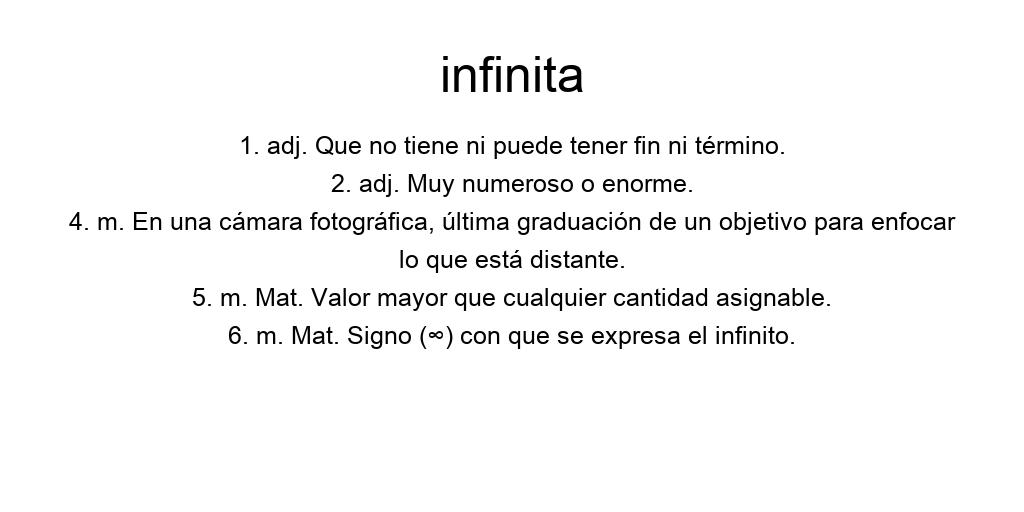 infinita
1. adj. Que no tiene ni puede tener fin ni término.
2. adj. Muy numeroso o enorme.
4. m. En una cámara fotográfica, última graduación de un objetivo para enfocar
lo que está distante.
5. m. Mat. Valor mayor que cualquier cantidad asignable.
6. m. Mat. Signo (∞) con que se expresa el infinito.